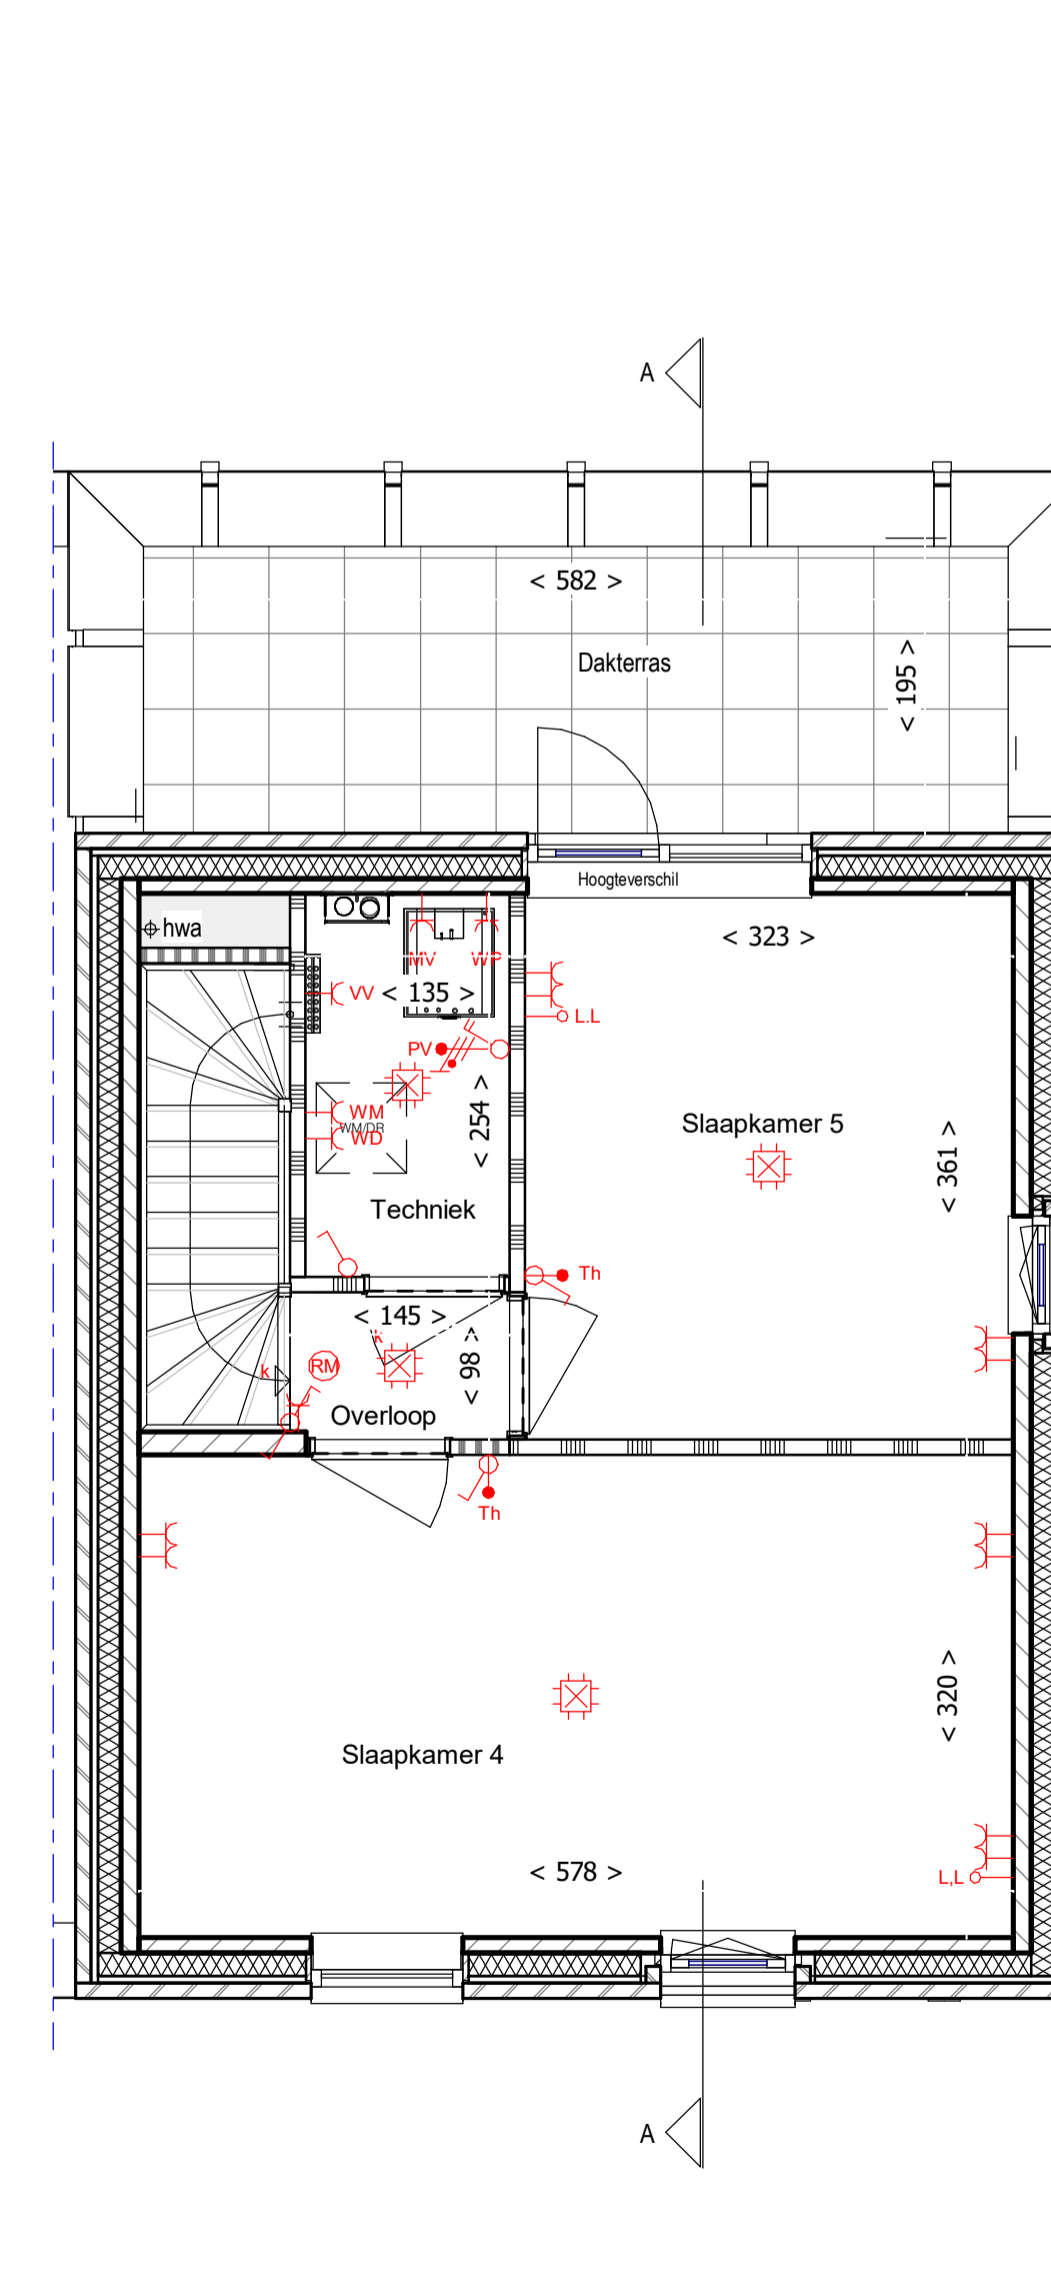 A
< 582 >
Dakterras
< 195 >
Hoogteverschil
hwa
< 323 >
MV
WP
VV
< 135 >
L.L
PV
WM
WM/DR
WD
< 254 >
Slaapkamer 5
< 361 >
Techniek
Th
< 145 >
k
RM
k
< 98 >
Overloop
Th
< 320 >
Slaapkamer 4
< 578 >
L,L
A